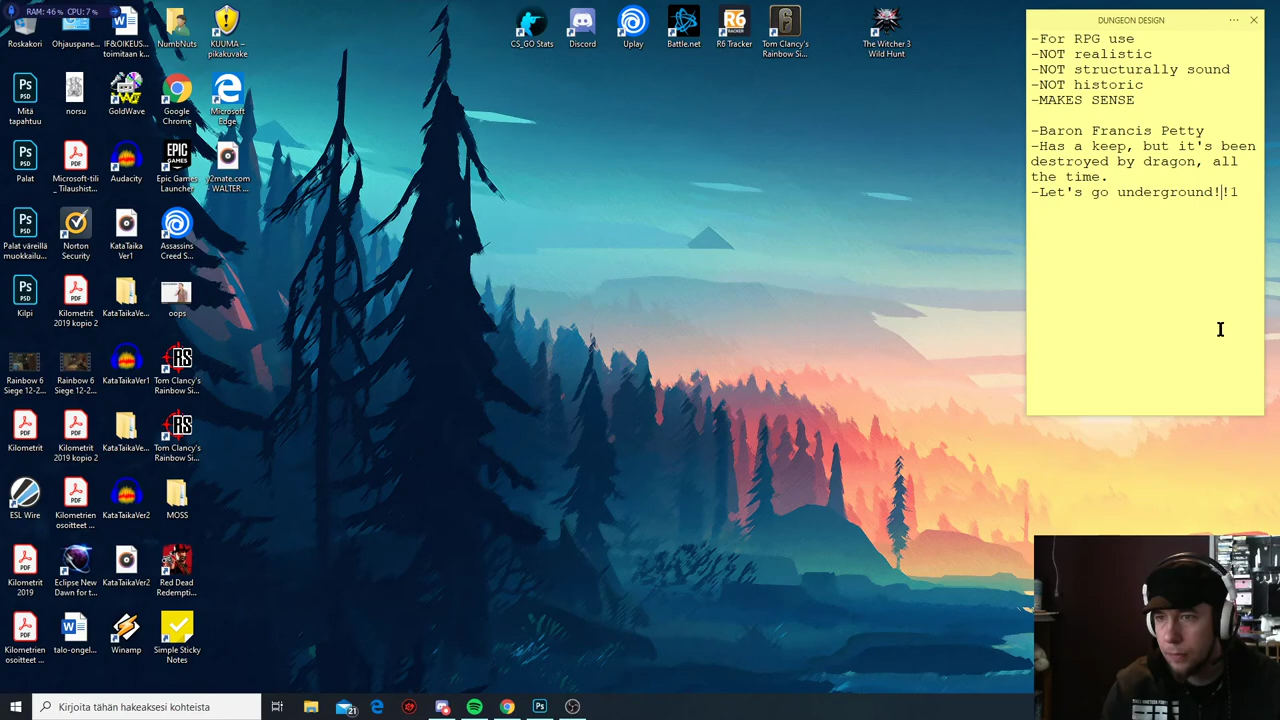 RAM: 46 % CPU: 7 %
Roskakori
Ohjauspane...
IF&OIKEUS...
toimitaan k...
NumbNuts
KUUMA –
pikakuvake
CS_GO Stats
Discord
Uplay
Battle.net
R6 Tracker
Tom Clancy's
Rainbow Si...
The Witcher 3
Wild Hunt
Mitä
tapahtuu
norsu
GoldWave
Google
Chrome
Microsoft
Edge
Palat
Microsoft-tili
_ Tilaushist...
Audacity
Epic Games
Launcher
y2mate.com
- WALTER ...
Palat väreillä
muokkailu...
Norton
Security
KataTaika
Ver1
Assassins
Creed S...
Kilpi
Kilometrit
2019 kopio 2
KataTaikaVe...
oops
Rainbow 6
Siege 12-2...
Rainbow 6
Siege 12-2...
KataTaikaVer1
Tom Clancy's
Rainbow Si...
Kilometrit
Kilometrit
2019 kopio 2
KataTaikaVe...
Tom Clancy's
Rainbow Si...
ESL Wire
Kilometrien
osoitteet ...
KataTaikaVer2
MOSS
Kilometrit
2019
Eclipse New
Dawn for t...
KataTaikaVer2
Red Dead
Redempti...
Kilometrien
osoitteet ...
talo-ongel...
Winamp
Simple Sticky
Notes
DUNGEON DESIGN
-For RPG use
-NOT realistic
-NOT structurally sound
-NOT historic
-MAKES SENSE
-Baron Francis Petty
-Has a keep, but it's been
destroyed by dragon, all
the time.
-Let's go underground!!1
Kirjoita tähän hakeaksesi kohteista
21